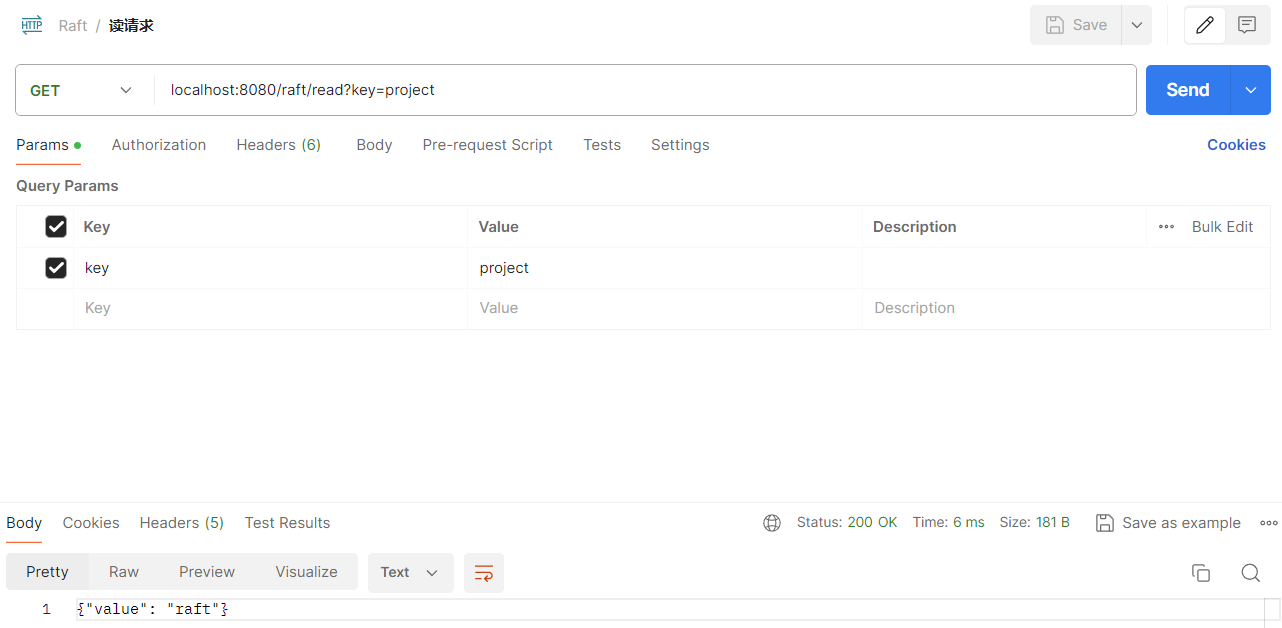 HTTP Raft / 读请求 Save
GET localhost:8080/raft/read?key=project Send
Params Authorization Headers (6) Body Pre-request Script Tests Settings Cookies
Query Params
Key Value Description Bulk Edit
key project
Key Value Description
Body Cookies Headers (5) Test Results Status: 200 OK Time: 6 ms Size: 181 B Save as example
Pretty Raw Preview Visualize Text
1 {"value": "raft"}